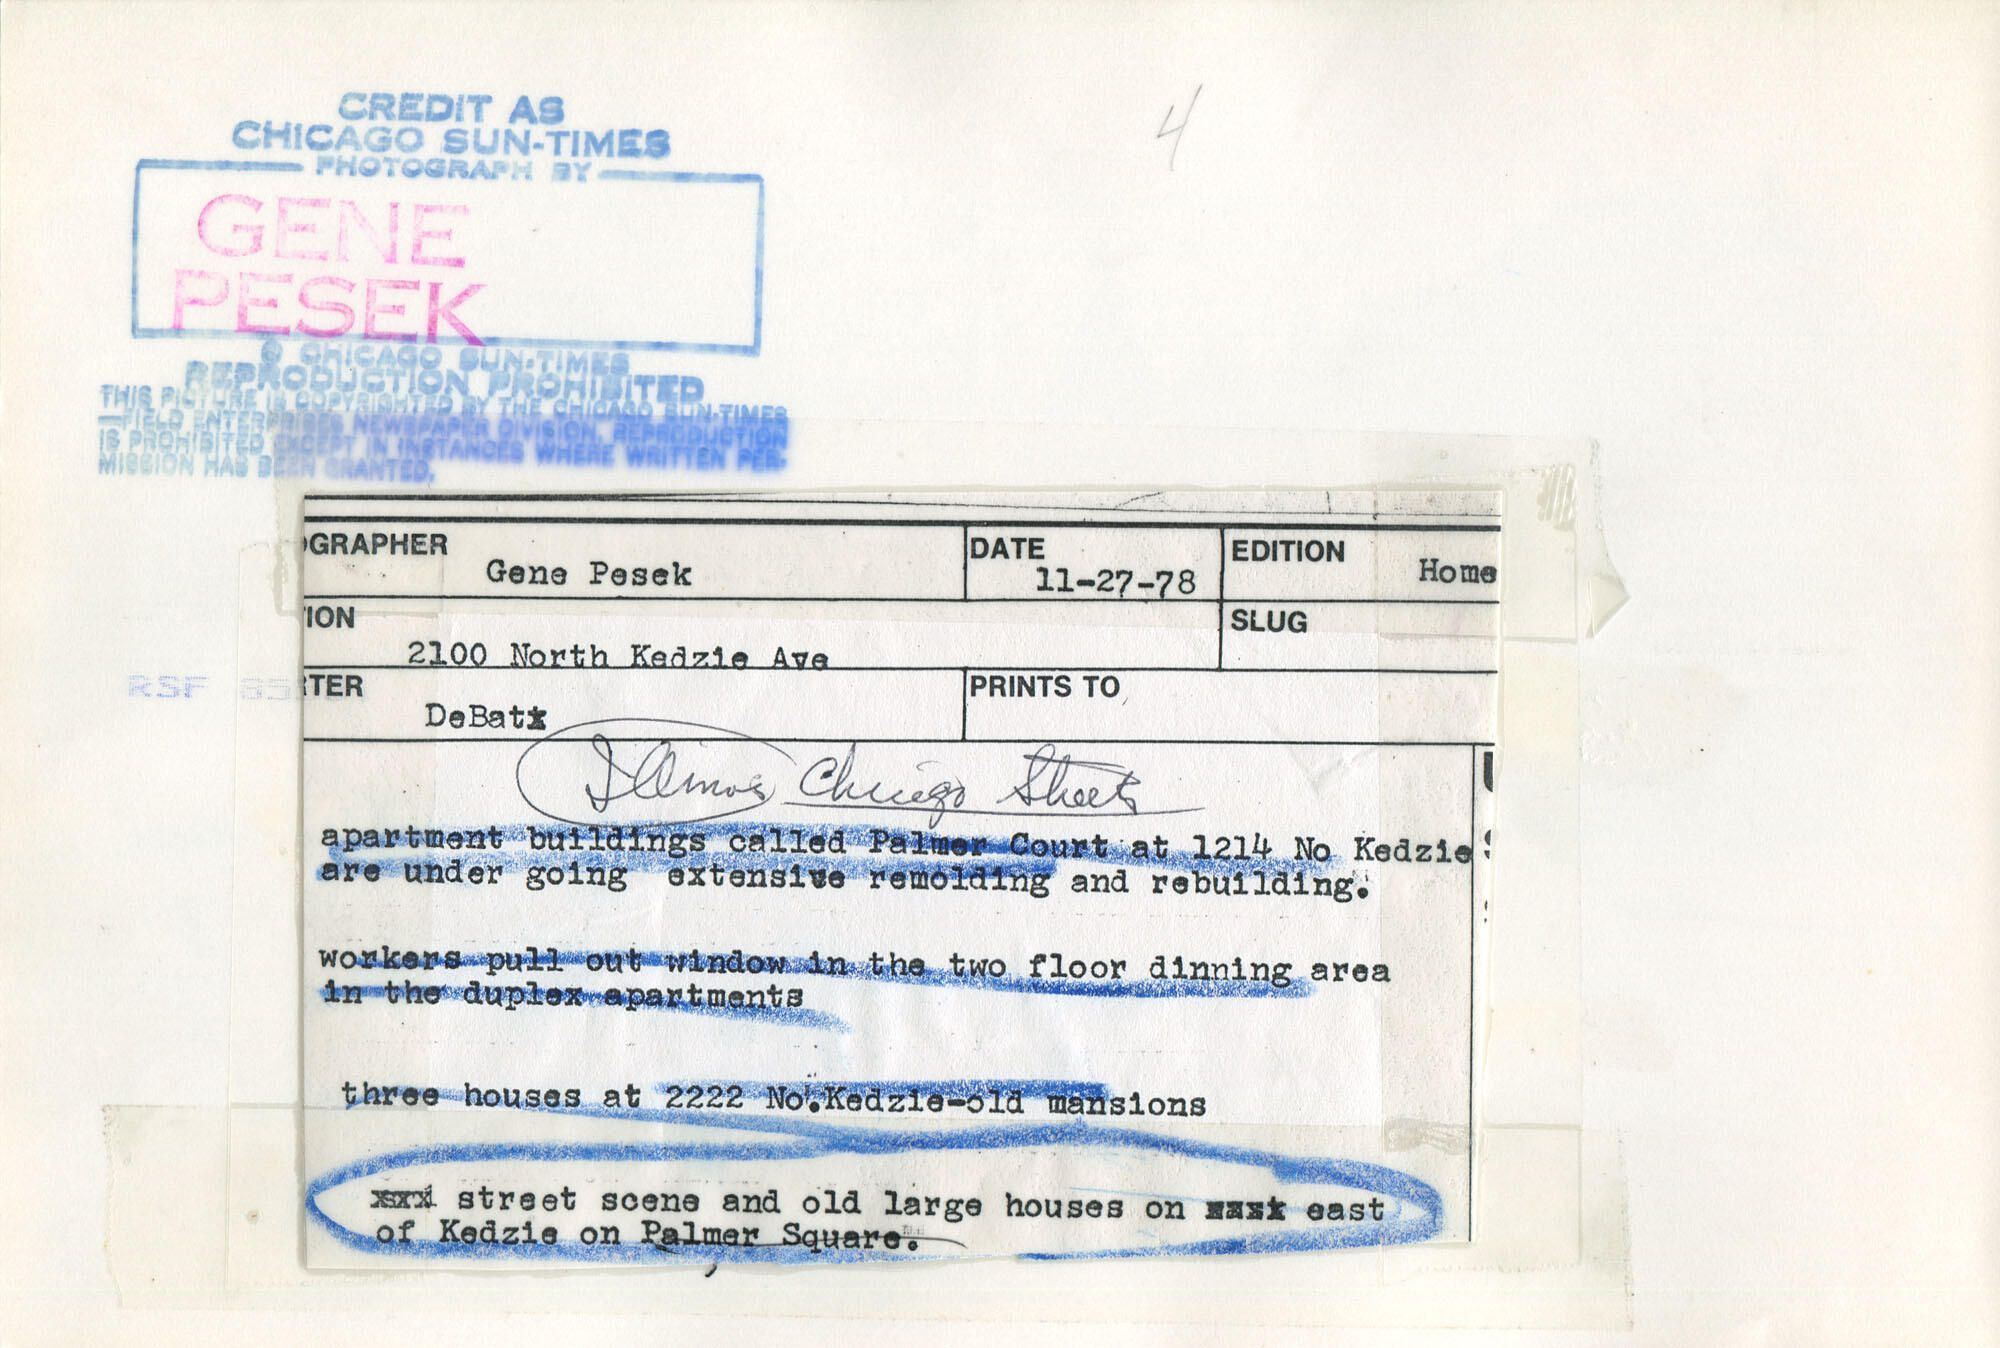 4
CREDIT AS
CHICAGO SUN-TIMES
PHOTOGRAPH BY
GENE
PESEK
© CHICAGO SUN-TIMES
REPRODUCTION PROHIBITED
THIS PICTURE IS COPYRIGHTED BY THE CHICAGO SUN-TIMES
—FIELD ENTERPRISES NEWSPAPER DIVISION. REPRODUCTION
IS PROHIBITED EXCEPT IN INSTANCES WHERE WRITTEN PER-
MISSION HAS BEEN GRANTED.
OGRAPHER Gene Pesek DATE 11-27-78 EDITION Home
ION 2100 North Kedzie Ave SLUG
RSF
TER DeBat PRINTS TO
Illinois Chicago Streets
apartment buildings called Palmer Court at 1214 No Kedzie
are under going extensive remolding and rebuilding.
workers pull out window in the two floor dinning area
in the duplex apartments
three houses at 2222 No. Kedzie-old mansions
xxx street scene and old large houses on xxxx east
of Kedzie on Palmer Square.